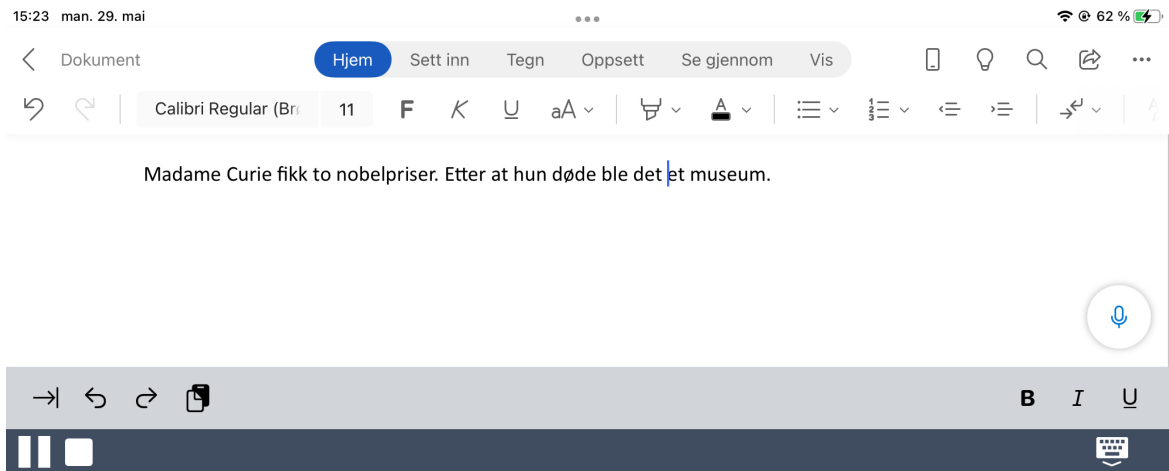 15:23 man. 29. mai 62 %
Dokument Hjem Sett inn Tegn Oppsett Se gjennom Vis
Calibri Regular (Bro 11 F K U aA A
Madame Curie fikk to nobelpriser. Etter at hun døde ble det et museum.
B I U